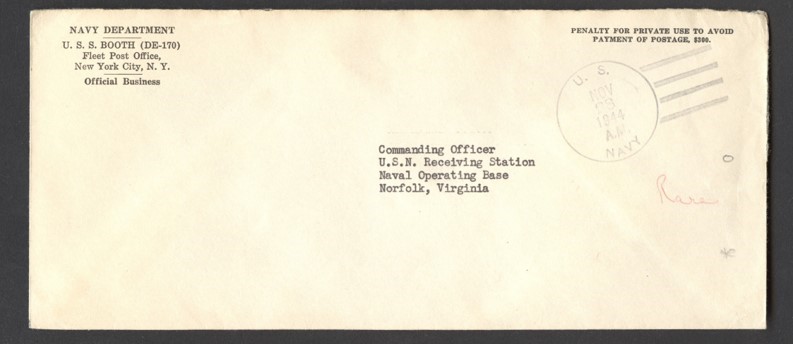 NAVY DEPARTMENT
U. S. S. BOOTH (DE-170)
Fleet Post Office,
New York City, N. Y.
Official Business
PENALTY FOR PRIVATE USE TO AVOID
PAYMENT OF POSTAGE, $300.
U. S.
NOV
28
1944
A.M.
NAVY
Commanding Officer
U.S.N. Receiving Station
Naval Operating Base
Norfolk, Virginia
Rare